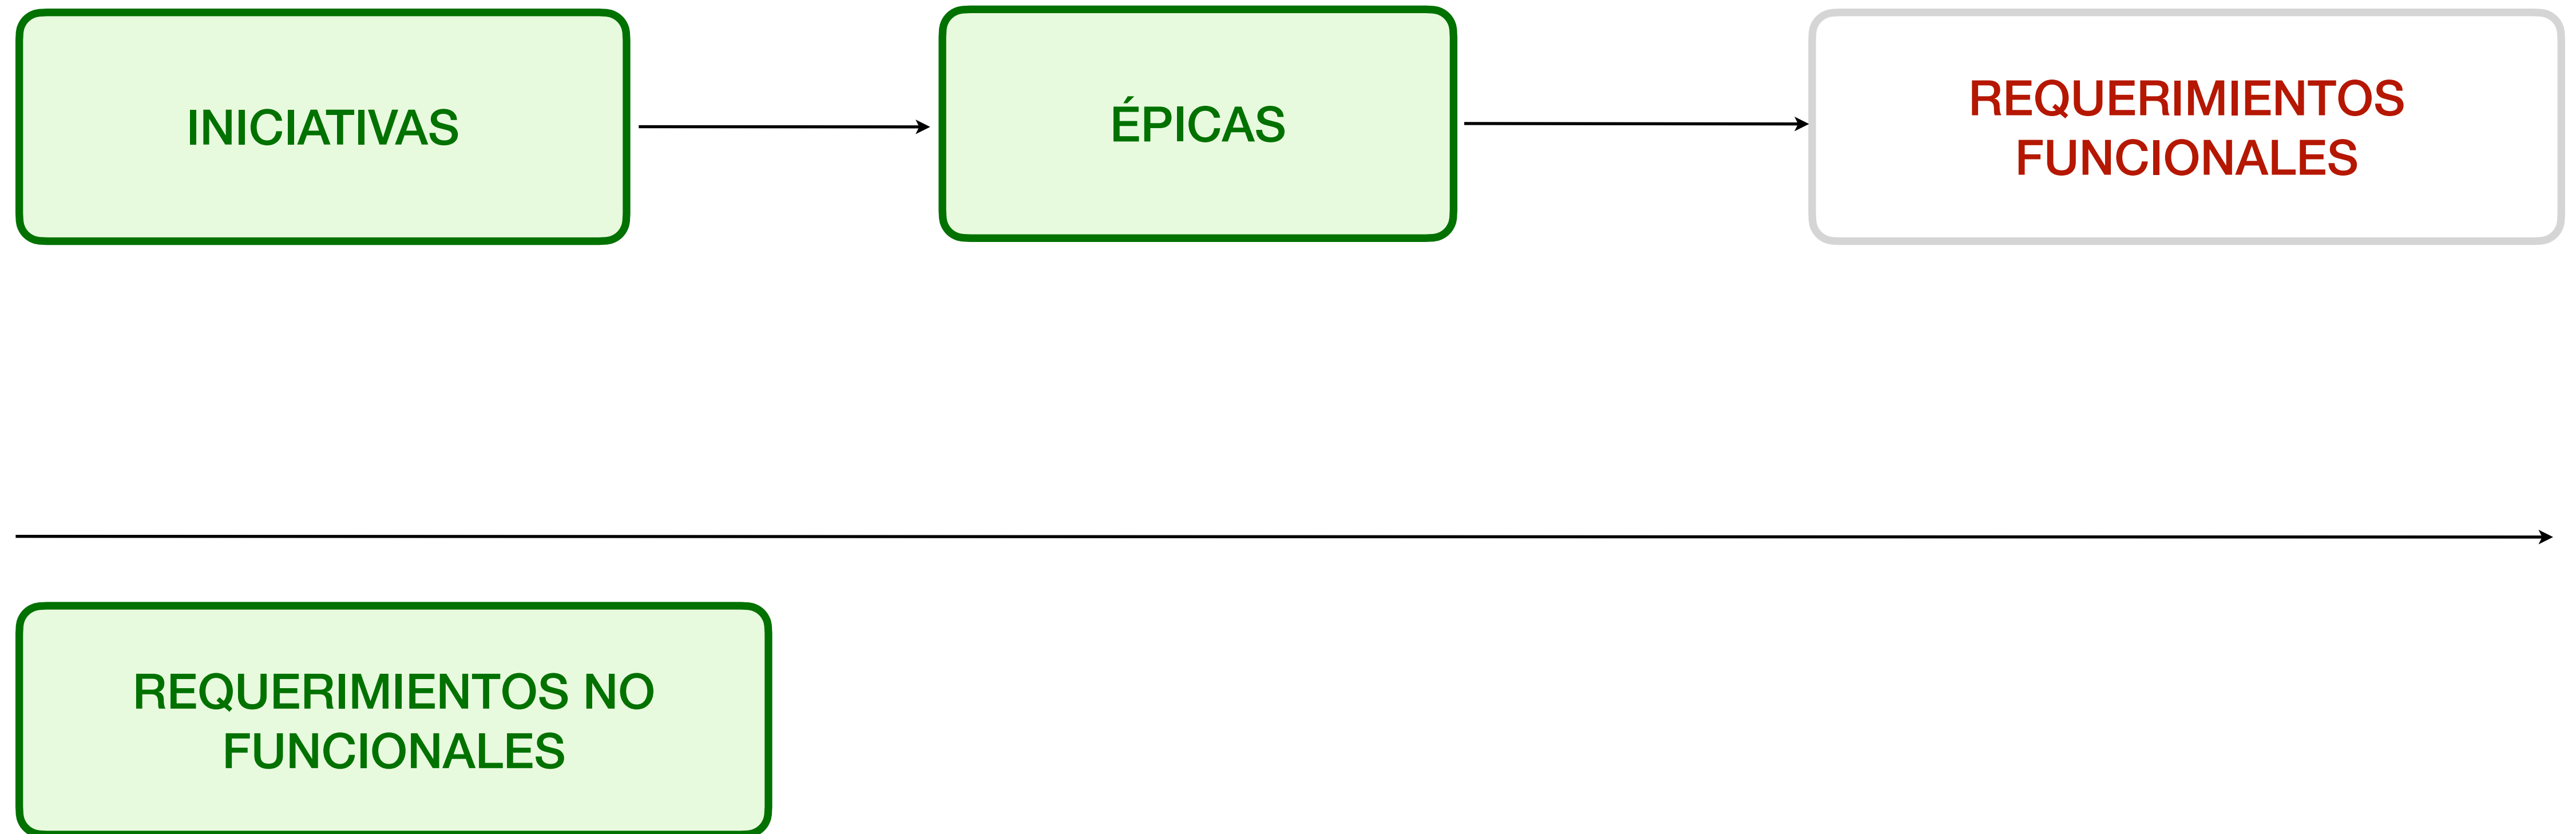 INICIATIVAS
ÉPICAS
REQUERIMIENTOS
FUNCIONALES
REQUERIMIENTOS NO
FUNCIONALES